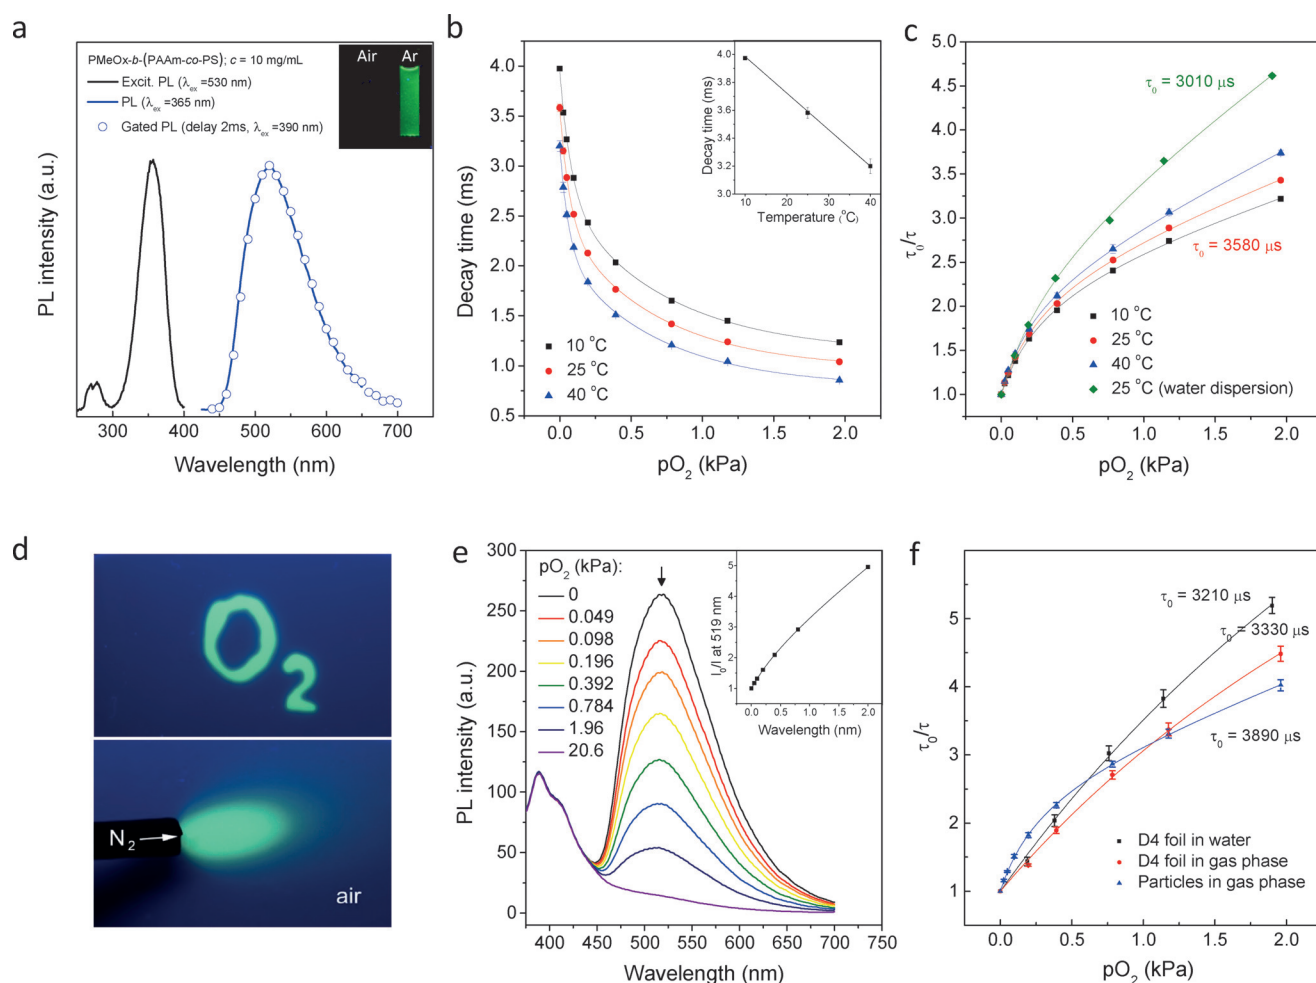 a
PMeOx-b-(PAAm-co-PS); c = 10 mg/mL
Excit. PL (λex =530 nm)
PL (λex =365 nm)
Gated PL (delay 2ms, λex =390 nm)
Air
Ar
PL intensity (a.u.)
300
400
500
600
700
Wavelength (nm)
b
4.5
4.0
3.5
3.0
2.5
2.0
1.5
1.0
0.5
Decay time (ms)
10 °C
25 °C
40 °C
0.0
0.5
1.0
1.5
2.0
pO2 (kPa)
4.0
3.8
3.6
3.4
3.2
3.0
Decay time (ms)
10
20
30
40
Temperature (°C)
c
5.0
4.5
4.0
3.5
3.0
2.5
2.0
1.5
1.0
τ0/τ
τ0 = 3010 µs
τ0 = 3580 µs
10 °C
25 °C
40 °C
25 °C (water dispersion)
0.0
0.5
1.0
1.5
2.0
pO2 (kPa)
d
O2
N2
air
e
300
250
200
150
100
75
50
25
0
PL intensity (a.u.)
pO2 (kPa):
0
0.049
0.098
0.196
0.392
0.784
1.96
20.6
400
450
500
550
600
650
700
750
Wavelength (nm)
5
4
3
2
1
I0/I at 519 nm
0.0
0.5
1.0
1.5
2.0
Wavelength (nm)
f
5
4
3
2
1
τ0/τ
τ0 = 3210 µs
τ0 = 3330 µs
τ0 = 3890 µs
D4 foil in water
D4 foil in gas phase
Particles in gas phase
0.0
0.5
1.0
1.5
2.0
pO2 (kPa)